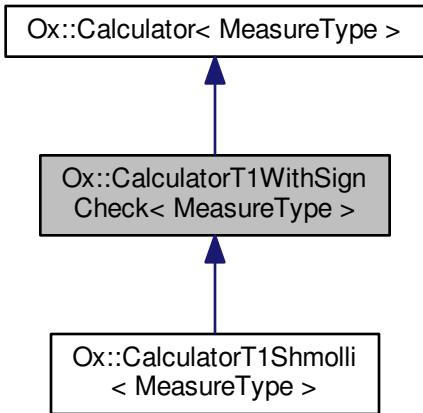 Ox::Calculator< MeasureType >
Ox::CalculatorT1WithSign
Check< MeasureType >
Ox::CalculatorT1Shmolli
< MeasureType >